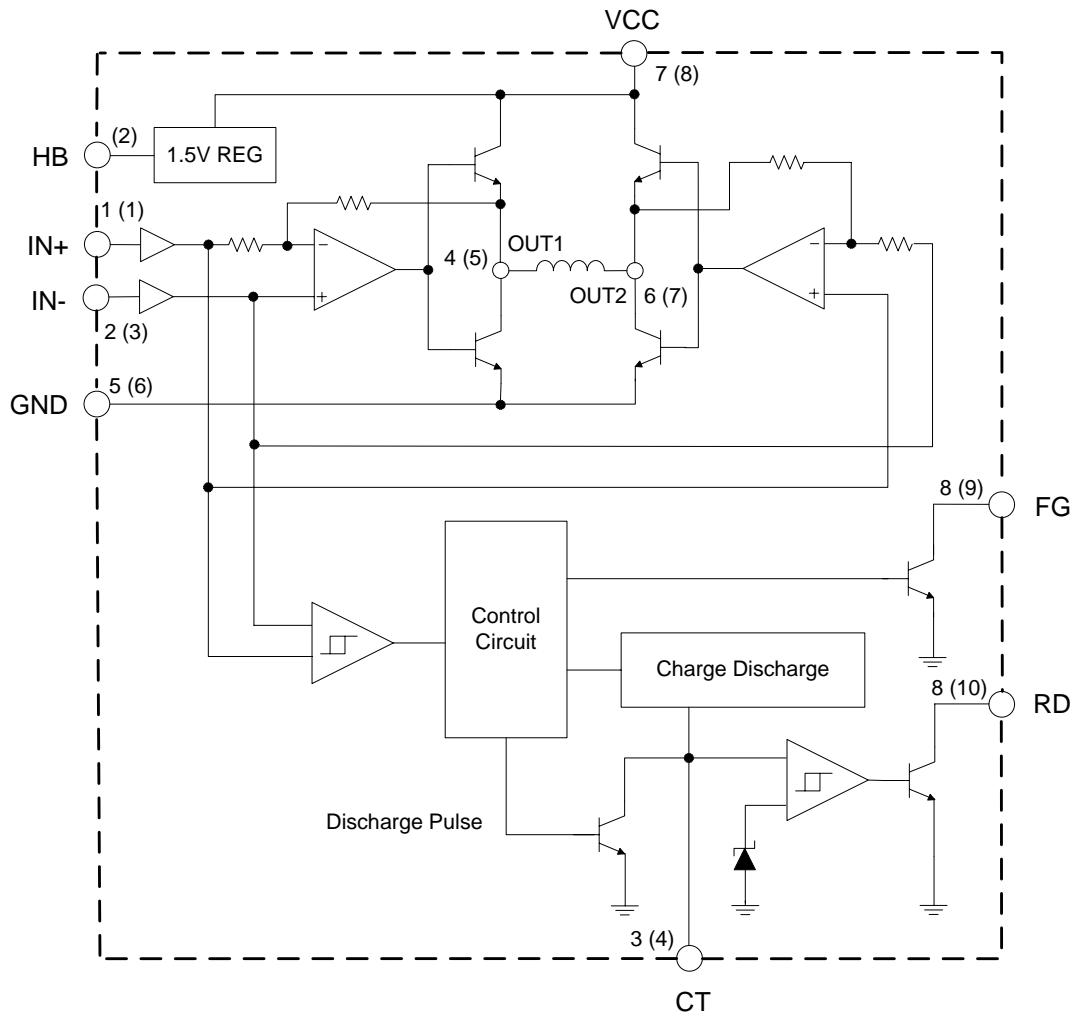 VCC
7 (8)
(2)
HB
1.5V REG
1 (1)
IN+
-
-
OUT1
4 (5)
IN-
+
OUT2
6 (7)
+
2 (3)
5 (6)
GND
8 (9)
FG
Control
Circuit
Charge Discharge
8 (10)
RD
Discharge Pulse
3 (4)
CT